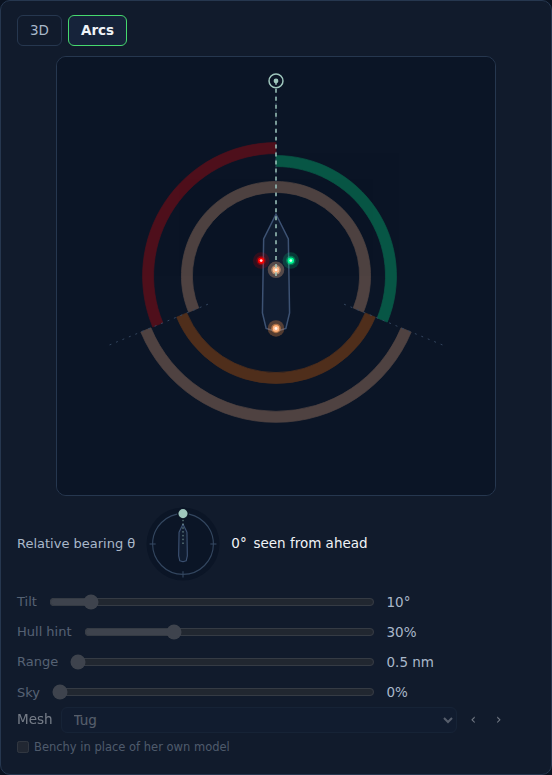 3D Arcs
Relative bearing θ 0° seen from ahead
Tilt 10°
Hull hint 30%
Range 0.5 nm
Sky 0%
Mesh Tug ‹ ›
Benchy in place of her own model